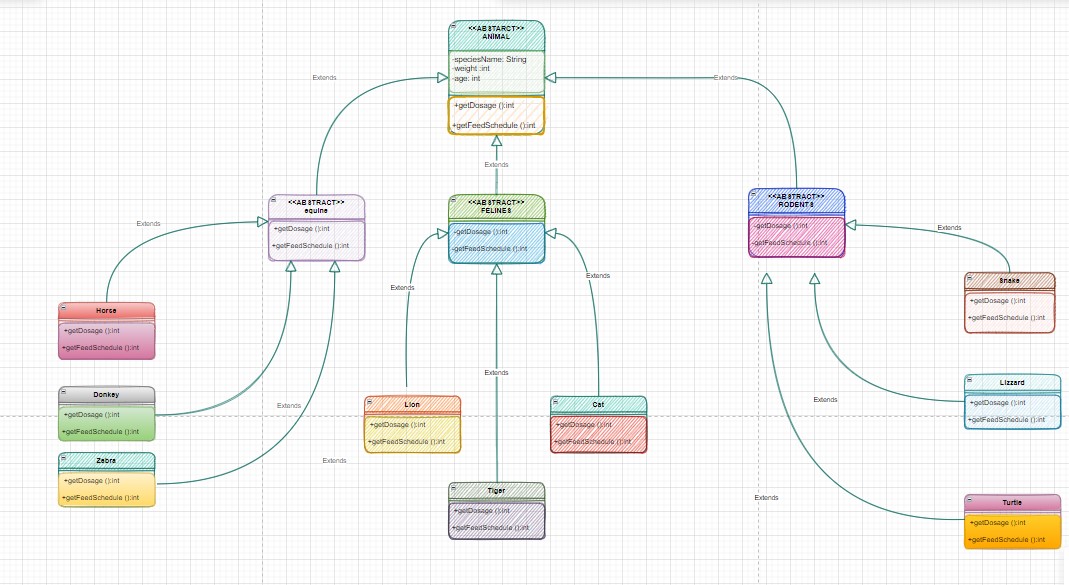 <<ABSTARCT>>
ANIMAL
-speciesName: String
-weight :int
-age: int
+getDosage ():int
+getFeedSchedule ():int
Extends
Extends
Extends
<<ABSTRACT>>
equine
+getDosage ():int
+getFeedSchedule ():int
<<ABSTRACT>>
FELINES
-getDosage ():int
-getFeedSchedule ():int
<<ABSTRACT>>
RODENTS
-getDosage ():int
-getFeedSchedule ():int
Extends
Extends
Extends
Extends
Horse
+getDosage ():int
+getFeedSchedule ():int
Snake
+getDosage ():int
+getFeedSchedule ():int
Extends
Donkey
+getDosage ():int
+getFeedSchedule ():int
Extends
Lion
+getDosage ():int
+getFeedSchedule ():int
Cat
+getDosage ():int
+getFeedSchedule ():int
Extends
Lizzard
+getDosage ():int
+getFeedSchedule ():int
Zebra
+getDosage ():int
+getFeedSchedule ():int
Extends
Tiger
+getDosage ():int
+getFeedSchedule ():int
Extends
Turtle
+getDosage ():int
+getFeedSchedule ():int